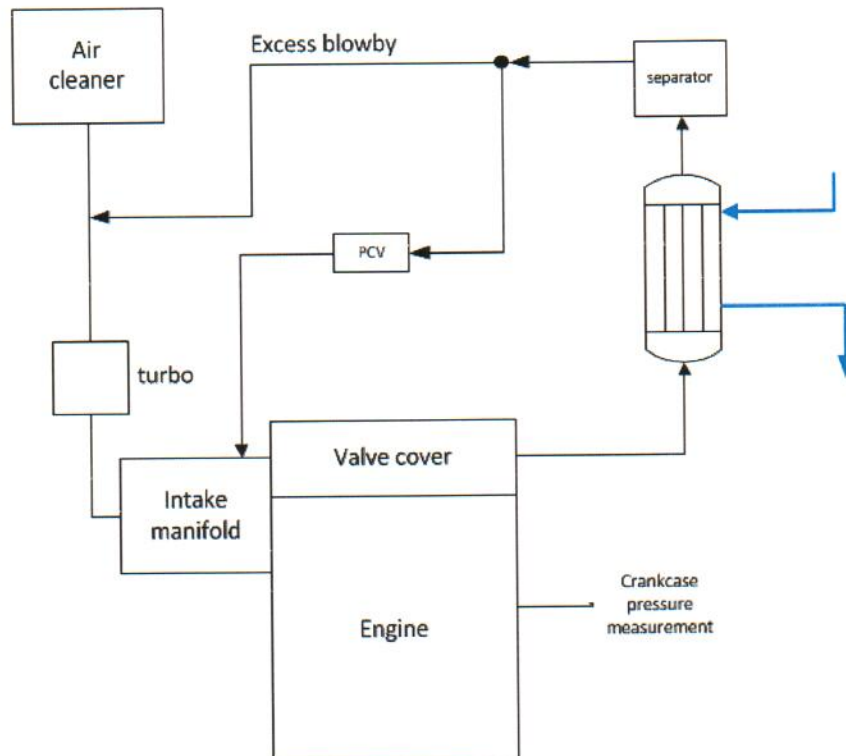 Air
cleaner
Excess blowby
separator
PCV
turbo
Valve cover
Intake
manifold
Engine
Crankcase
pressure
measurement